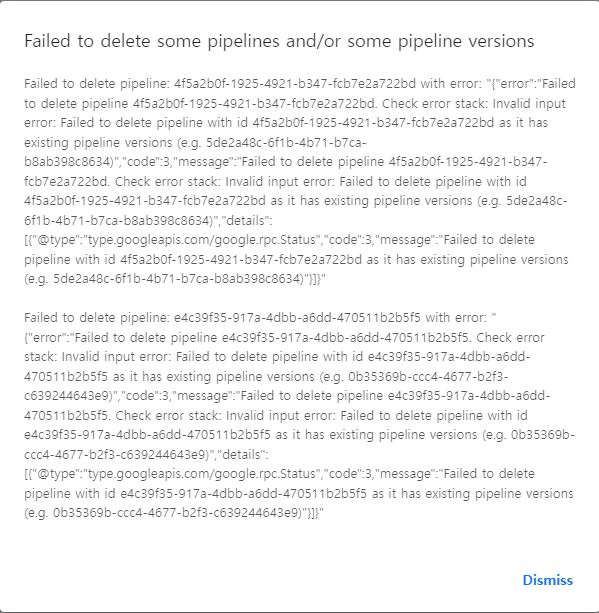 Failed to delete some pipelines and/or some pipeline versions
Failed to delete pipeline: 4f5a2b0f-1925-4921-b347-fcb7e2a722bd with error: "{"error":"Failed
to delete pipeline 4f5a2b0f-1925-4921-b347-fcb7e2a722bd. Check error stack: Invalid input
error: Failed to delete pipeline with id 4f5a2b0f-1925-4921-b347-fcb7e2a722bd as it has
existing pipeline versions (e.g. 5de2a48c-6f1b-4b71-b7ca-
b8ab398c8634)","code":3,"message":"Failed to delete pipeline 4f5a2b0f-1925-4921-b347-
fcb7e2a722bd. Check error stack: Invalid input error: Failed to delete pipeline with id
4f5a2b0f-1925-4921-b347-fcb7e2a722bd as it has existing pipeline versions (e.g. 5de2a48c-
6f1b-4b71-b7ca-b8ab398c8634)","details":
[{"@type":"type.googleapis.com/google.rpc.Status","code":3,"message":"Failed to delete
pipeline with id 4f5a2b0f-1925-4921-b347-fcb7e2a722bd as it has existing pipeline versions
(e.g. 5de2a48c-6f1b-4b71-b7ca-b8ab398c8634)"}]}"
Failed to delete pipeline: e4c39f35-917a-4dbb-a6dd-470511b2b5f5 with error: "
{"error":"Failed to delete pipeline e4c39f35-917a-4dbb-a6dd-470511b2b5f5. Check error
stack: Invalid input error: Failed to delete pipeline with id e4c39f35-917a-4dbb-a6dd-
470511b2b5f5 as it has existing pipeline versions (e.g. 0b35369b-ccc4-4677-b2f3-
c639244643e9)","code":3,"message":"Failed to delete pipeline e4c39f35-917a-4dbb-a6dd-
470511b2b5f5. Check error stack: Invalid input error: Failed to delete pipeline with id
e4c39f35-917a-4dbb-a6dd-470511b2b5f5 as it has existing pipeline versions (e.g. 0b35369b-
ccc4-4677-b2f3-c639244643e9)","details":
[{"@type":"type.googleapis.com/google.rpc.Status","code":3,"message":"Failed to delete
pipeline with id e4c39f35-917a-4dbb-a6dd-470511b2b5f5 as it has existing pipeline versions
(e.g. 0b35369b-ccc4-4677-b2f3-c639244643e9)"}]}"
Dismiss